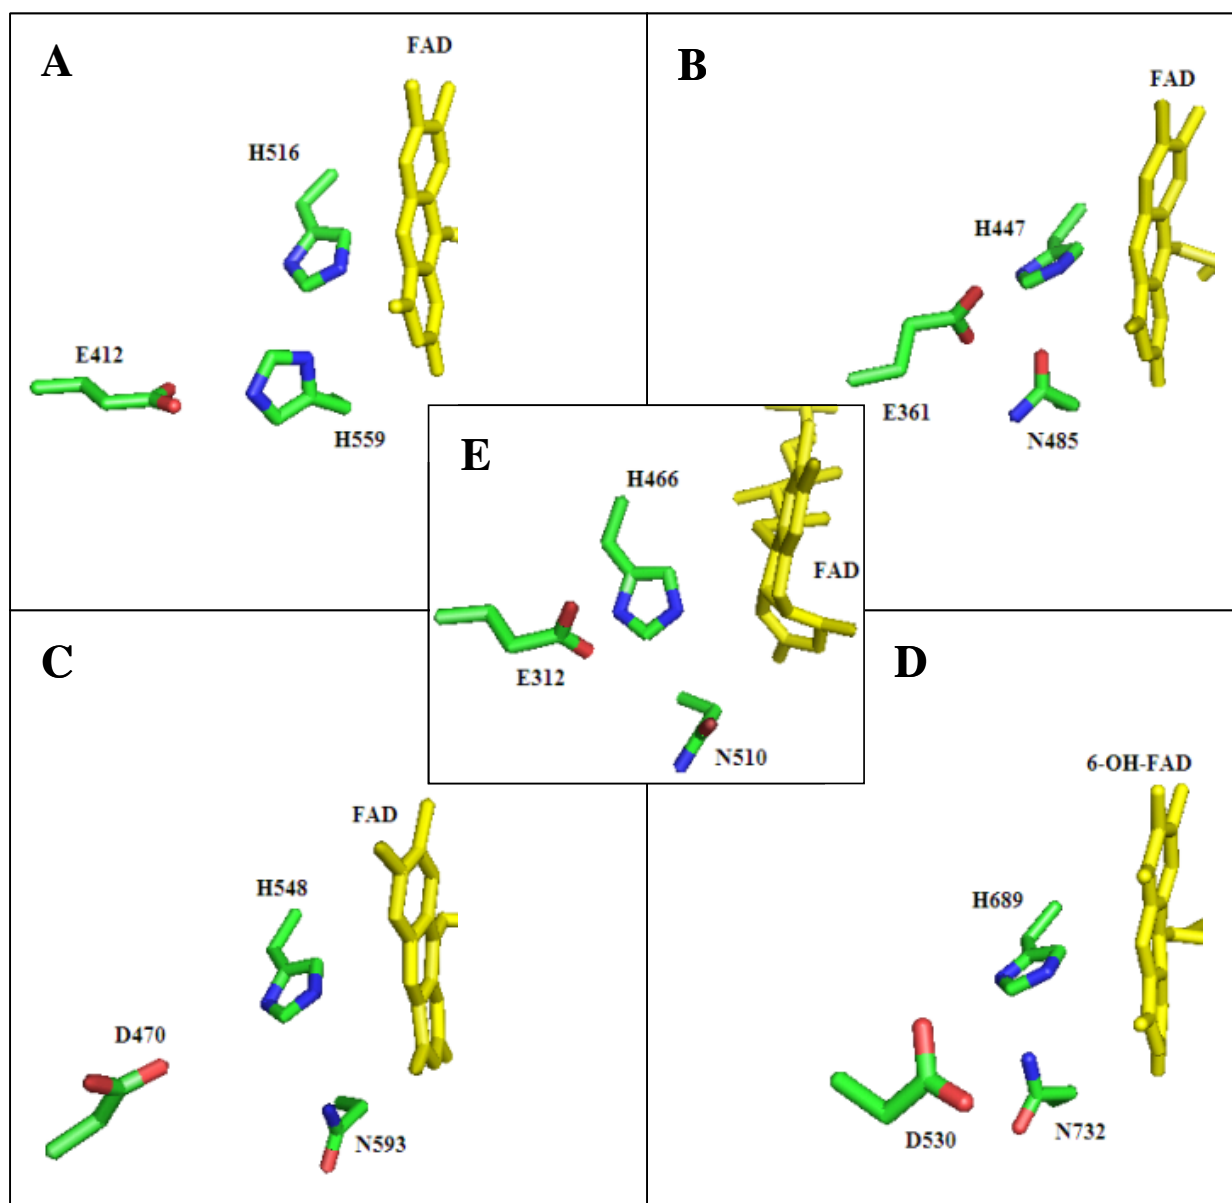 A
FAD
H516
E412
H559
B
FAD
H447
E361
N485
E
H466
FAD
E312
N510
C
FAD
H548
D470
N593
D
6-OH-FAD
H689
D530
N732